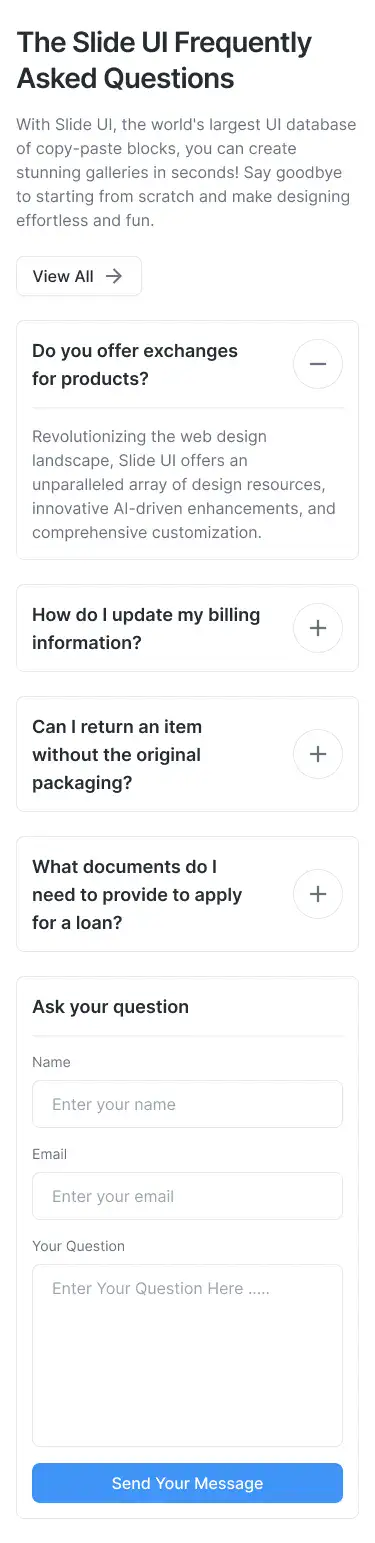 The Slide UI Frequently
Asked Questions
With Slide UI, the world's largest UI database
of copy-paste blocks, you can create
stunning galleries in seconds! Say goodbye
to starting from scratch and make designing
effortless and fun.
View All
Do you offer exchanges
for products?
Revolutionizing the web design
landscape, Slide UI offers an
unparalleled array of design resources,
innovative AI-driven enhancements, and
comprehensive customization.
How do I update my billing
information?
Can I return an item
without the original
packaging?
What documents do I
need to provide to apply
for a loan?
Ask your question
Name
Enter your name
Email
Enter your email
Your Question
Enter Your Question Here .....
Send Your Message